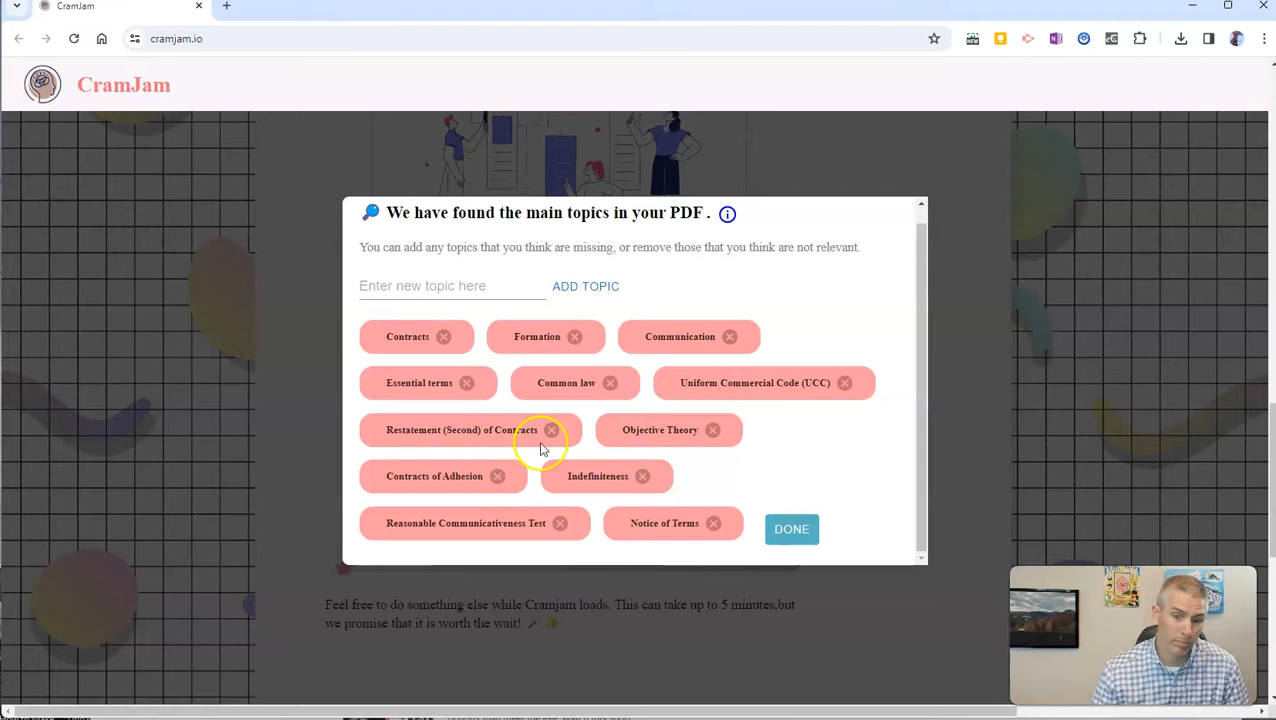 CramJam
cramjam.io
CramJam
We have found the main topics in your PDF .
You can add any topics that you think are missing, or remove those that you think are not relevant.
Enter new topic here
ADD TOPIC
Contracts
Formation
Communication
Essential terms
Common law
Uniform Commercial Code (UCC)
Restatement (Second) of Contracts
Objective Theory
Contracts of Adhesion
Indefiniteness
Reasonable Communicativeness Test
Notice of Terms
DONE
Feel free to do something else while Cramjam loads. This can take up to 5 minutes,but
we promise that it is worth the wait!